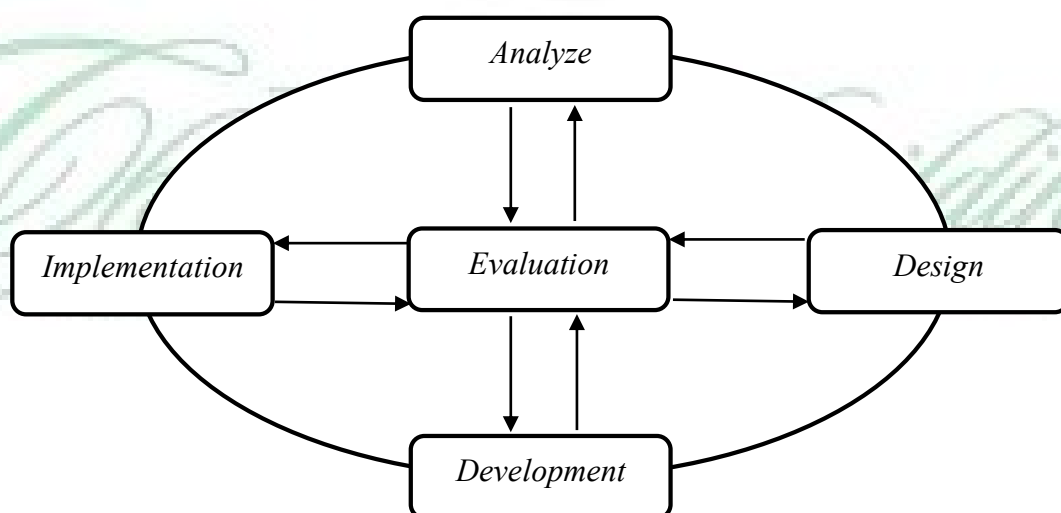 Analyze
Implementation
Evaluation
Design
Development